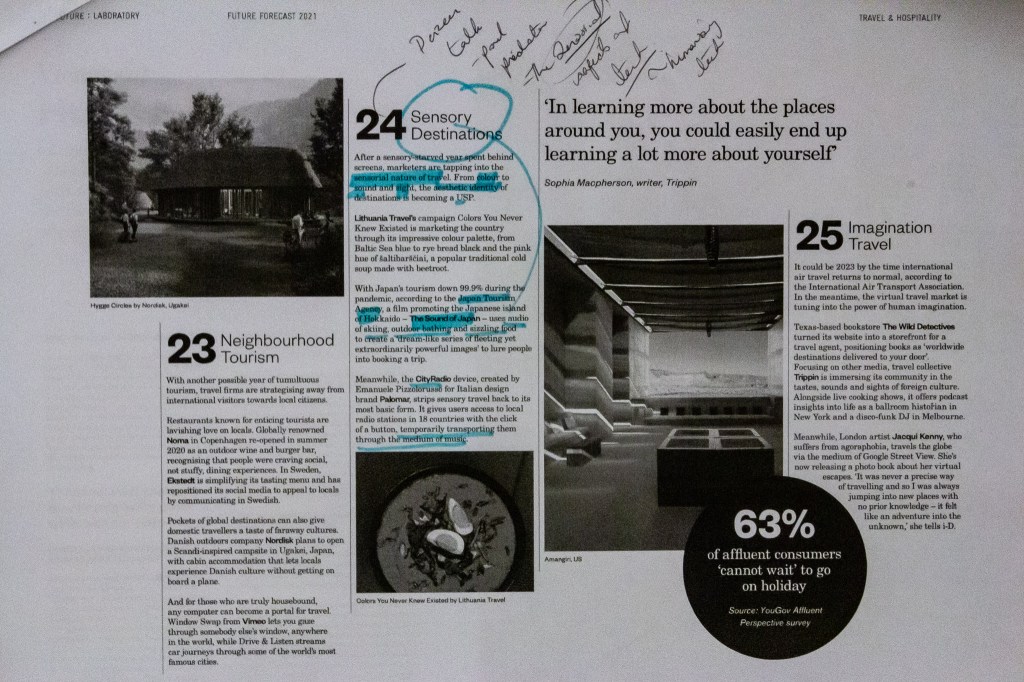 FUTURE : LABORATORY
FUTURE FORECAST 2021
TRAVEL & HOSPITALITY
talk
The
of
Hygge Circles by Nordisk, Ugakei
23 Neighbourhood
Tourism
With another possible year of tumultuous
tourism, travel firms are strategising away from
international visitors towards local citizens.
Restaurants known for enticing tourists are
lavishing love on locals. Globally renowned
Noma in Copenhagen re-opened in summer
2020 as an outdoor wine and burger bar,
recognising that people were craving social,
not stuffy, dining experiences. In Sweden,
Ekstedt is simplifying its tasting menu and has
repositioned its social media to appeal to locals
by communicating in Swedish.
Pockets of global destinations can also give
domestic travellers a taste of faraway cultures.
Danish outdoors company Nordisk plans to open
a Scandi-inspired campsite in Ugakei, Japan,
with cabin accommodation that lets locals
experience Danish culture without getting on
board a plane.
And for those who are truly housebound,
any computer can become a portal for travel.
Window Swap from Vimeo lets you gaze
through somebody else's window, anywhere
in the world, while Drive & Listen streams
car journeys through some of the world's most
famous cities.
24 Sensory
Destinations
After a sensory-starved year spent behind
screens, marketers are tapping into the
sensorial nature of travel. From colour to
sound and sight, the aesthetic identity of
destinations is becoming a USP.
Lithuania Travel's campaign Colors You Never
Knew Existed is marketing the country
through its impressive colour palette, from
Baltic Sea blue to rye bread black and the pink
hue of šaltibarščiai, a popular traditional cold
soup made with beetroot.
With Japan's tourism down 99.9% during the
pandemic, according to the Japan Tourism
Agency, a film promoting the Japanese island
of Hokkaido – The Sound of Japan – uses audio
of skiing, outdoor bathing and sizzling food
to create a 'dream-like series of fleeting yet
extraordinarily powerful images' to lure people
into booking a trip.
Meanwhile, the CityRadio device, created by
Emanuele Pizzolorusso for Italian design
brand Palomar, strips sensory travel back to its
most basic form. It gives users access to local
radio stations in 18 countries with the click
of a button, temporarily transporting them
through the medium of music.
Colors You Never Knew Existed by Lithuania Travel
'In learning more about the places
around you, you could easily end up
learning a lot more about yourself'
Sophia Macpherson, writer, Trippin
Amangiri, US
25 Imagination
Travel
It could be 2023 by the time international
air travel returns to normal, according to
the International Air Transport Association.
In the meantime, the virtual travel market is
tuning into the power of human imagination.
Texas-based bookstore The Wild Detectives
turned its website into a storefront for a
travel agent, positioning books as 'worldwide
destinations delivered to your door'.
Focusing on other media, travel collective
Trippin is immersing its community in the
tastes, sounds and sights of foreign culture.
Alongside live cooking shows, it offers podcast
insights into life as a ballroom historian in
New York and a disco-funk DJ in Melbourne.
Meanwhile, London artist Jacqui Kenny, who
suffers from agoraphobia, travels the globe
via the medium of Google Street View. She's
now releasing a photo book about her virtual
escapes. 'It was never a precise way
of travelling and so I was always
jumping into new places with
no prior knowledge – it felt
like an adventure into the
unknown,' she tells i-D.
63%
of affluent consumers
'cannot wait' to go
on holiday
Source: YouGov Affluent
Perspective survey